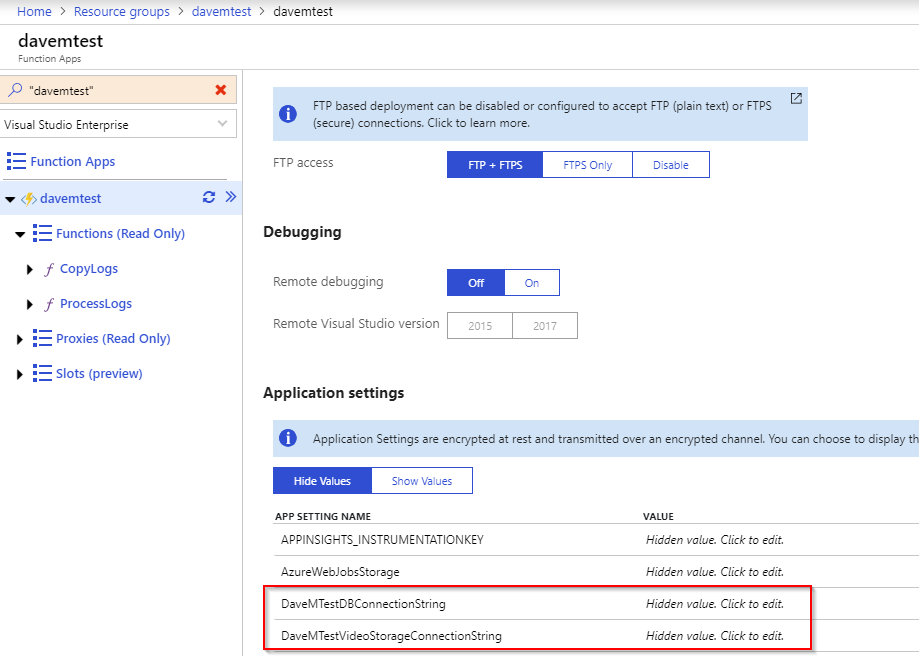 Home > Resource groups > davemtest > davemtest
davemtest
Function Apps
"davemtest"
Visual Studio Enterprise
Function Apps
davemtest
Functions (Read Only)
CopyLogs
ProcessLogs
Proxies (Read Only)
Slots (preview)
FTP based deployment can be disabled or configured to accept FTP (plain text) or FTPS
(secure) connections. Click to learn more.
FTP access FTP + FTPS FTPS Only Disable
Debugging
Remote debugging Off On
Remote Visual Studio version 2015 2017
Application settings
Application Settings are encrypted at rest and transmitted over an encrypted channel. You can choose to display th
Hide Values Show Values
APP SETTING NAME VALUE
APPINSIGHTS_INSTRUMENTATIONKEY Hidden value. Click to edit.
AzureWebJobsStorage Hidden value. Click to edit.
DaveMTestDBConnectionString Hidden value. Click to edit.
DaveMTestVideoStorageConnectionString Hidden value. Click to edit.